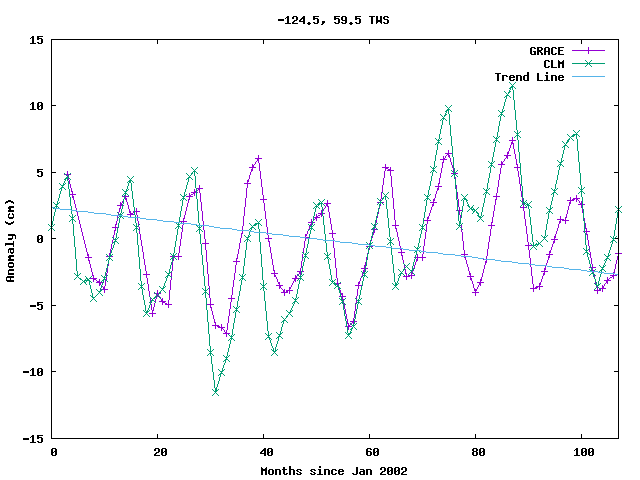 -124.5, 59.5 TWS
GRACE
CLM
Trend Line
15
10
5
0
-5
-10
-15
Anomaly (cm)
0 20 40 60 80 100
Months since Jan 2002